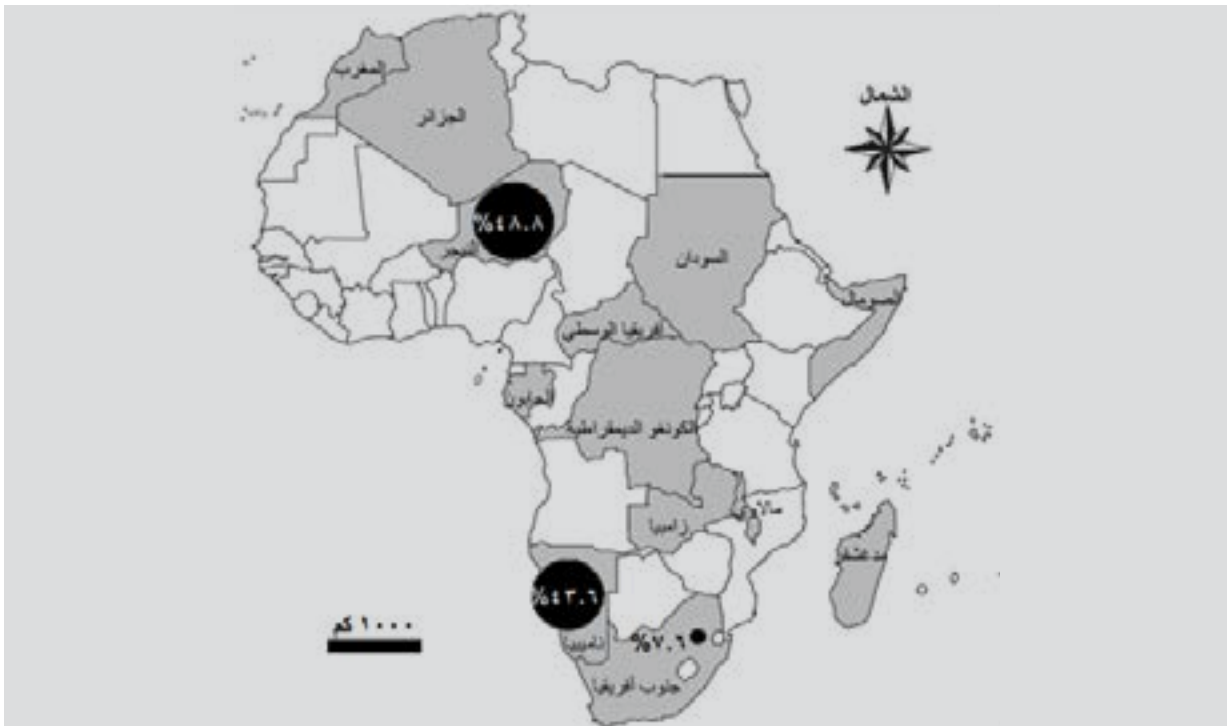 المغرب
الشمال
الجزائر
%٤٨.٨
النيجر
السودان
الصومال
أفريقيا الوسطي
الجابون
الكونغو الديمقراطية
مالاوي
زامبيا
مدغشقر
%٤٣.٦
١٠٠٠ كم
%٧.٦
ناميبيا
جنوب أفريقيا